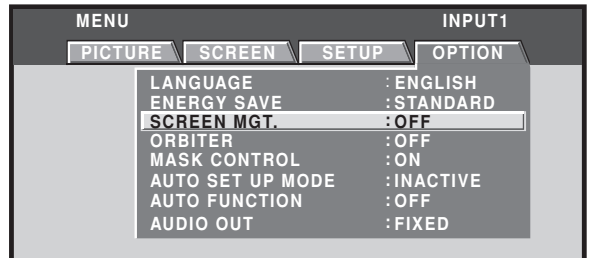 MENU INPUT1
PICTURE SCREEN SETUP OPTION
LANGUAGE :ENGLISH
ENERGY SAVE :STANDARD
SCREEN MGT. :OFF
ORBITER :OFF
MASK CONTROL :ON
AUTO SET UP MODE :INACTIVE
AUTO FUNCTION :OFF
AUDIO OUT :FIXED